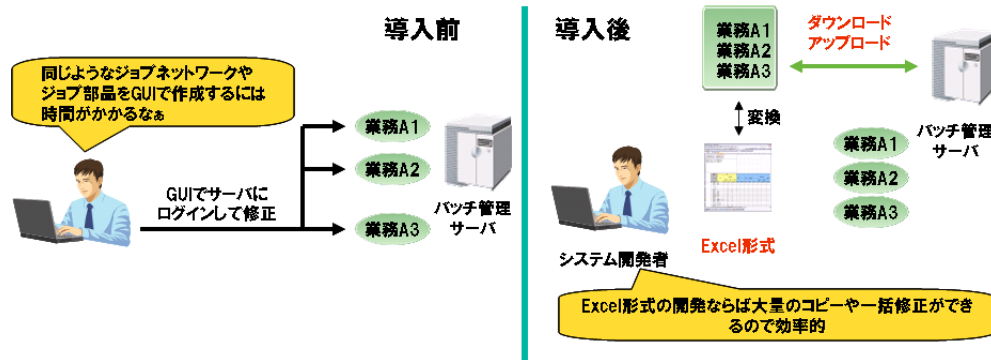 導入前
同じようなジョブネットワークや
ジョブ部品をGUIで作成するには
時間がかかるなぁ
業務A1
業務A2
業務A3
GUIでサーバに
ログインして修正
バッチ管理
サーバ
導入後
業務A1
業務A2
業務A3
ダウンロード
アップロード
変換
バッチ管理
サーバ
業務A1
業務A2
業務A3
Excel形式
システム開発者
Excel形式の開発ならば大量のコピーや一括修正ができ
るので効率的